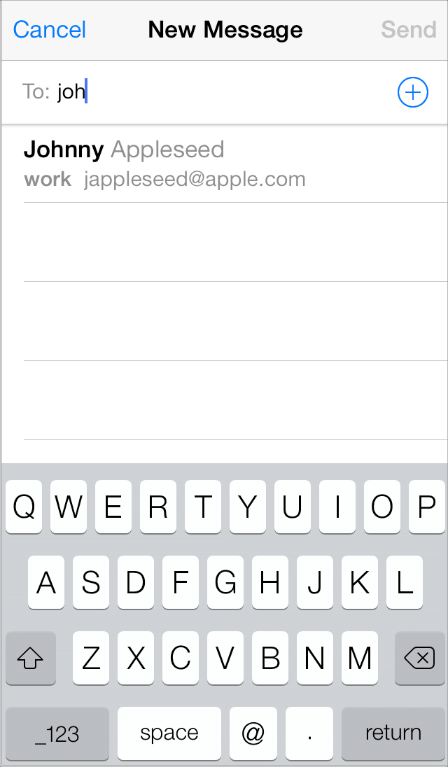 Cancel New Message Send
To: joh
Johnny Appleseed
work jappleseed@apple.com
Q W E R T Y U I O P
A S D F G H J K L
Z X C V B N M
_123 space @ . return